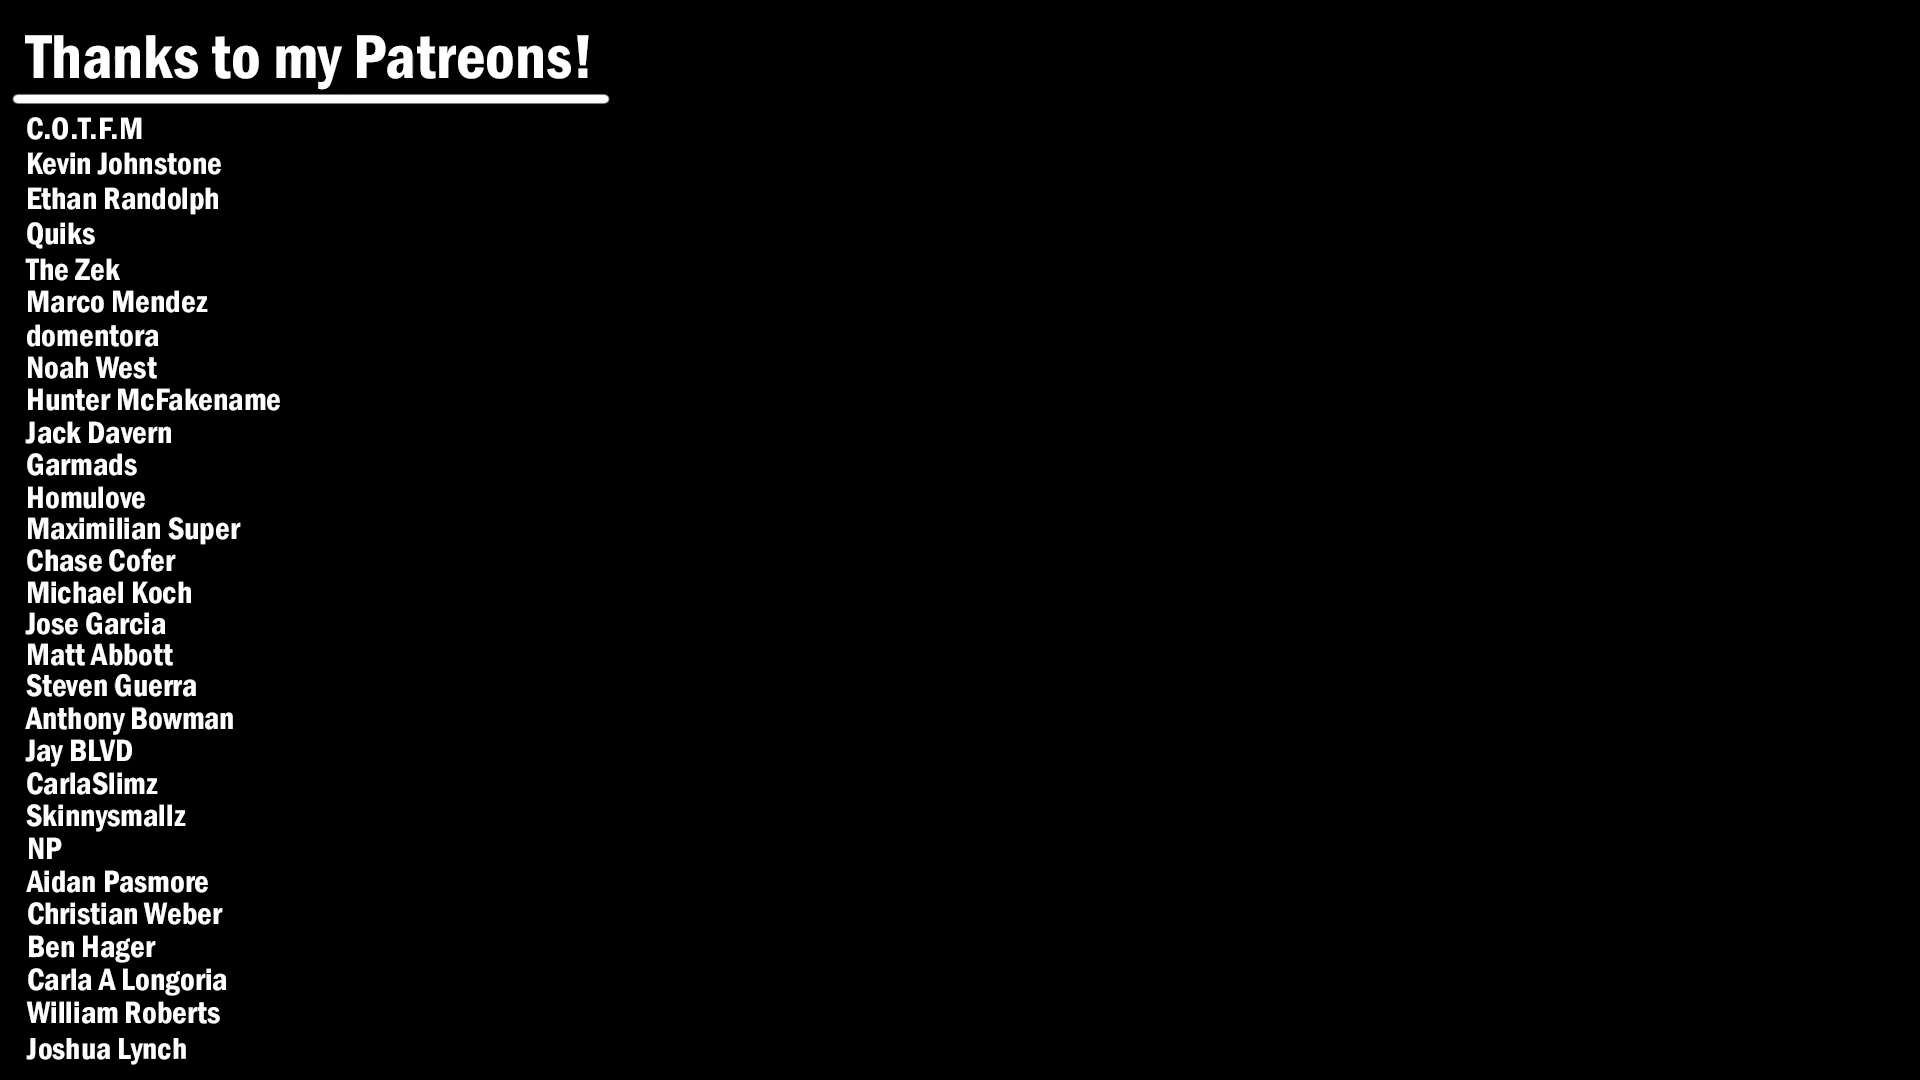 Thanks to my Patreons!
C.O.T.F.M
Kevin Johnstone
Ethan Randolph
Quiks
The Zek
Marco Mendez
domentora
Noah West
Hunter McFakename
Jack Davern
Garmads
Homulove
Maximilian Super
Chase Cofer
Michael Koch
Jose Garcia
Matt Abbott
Steven Guerra
Anthony Bowman
Jay BLVD
CarlaSlimz
Skinnysmallz
NP
Aidan Pasmore
Christian Weber
Ben Hager
Carla A Longoria
William Roberts
Joshua Lynch